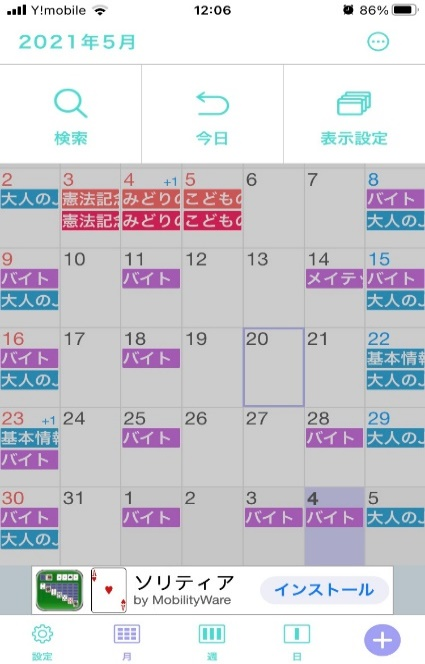 Y!mobile 12:06 86%
2021年5月
検索 今日 表示設定
2 3 4 +1 5 6 7 8
大人の 憲法記念 みどりの こどもの バイト
憲法記念 みどりの こどもの 大人の
9 10 11 12 13 14 15
バイト バイト メイテ バイト
大人の 大人の
16 17 18 19 20 21 22
バイト バイト 基本情報
大人の 大人の
23 +1 24 25 26 27 28 29
基本情報 バイト バイト 大人の
バイト
30 31 1 2 3 4 5
バイト バイト バイト バイト 大人の
大人の
ソリティア
by MobilityWare
インストール
設定 月 週 日